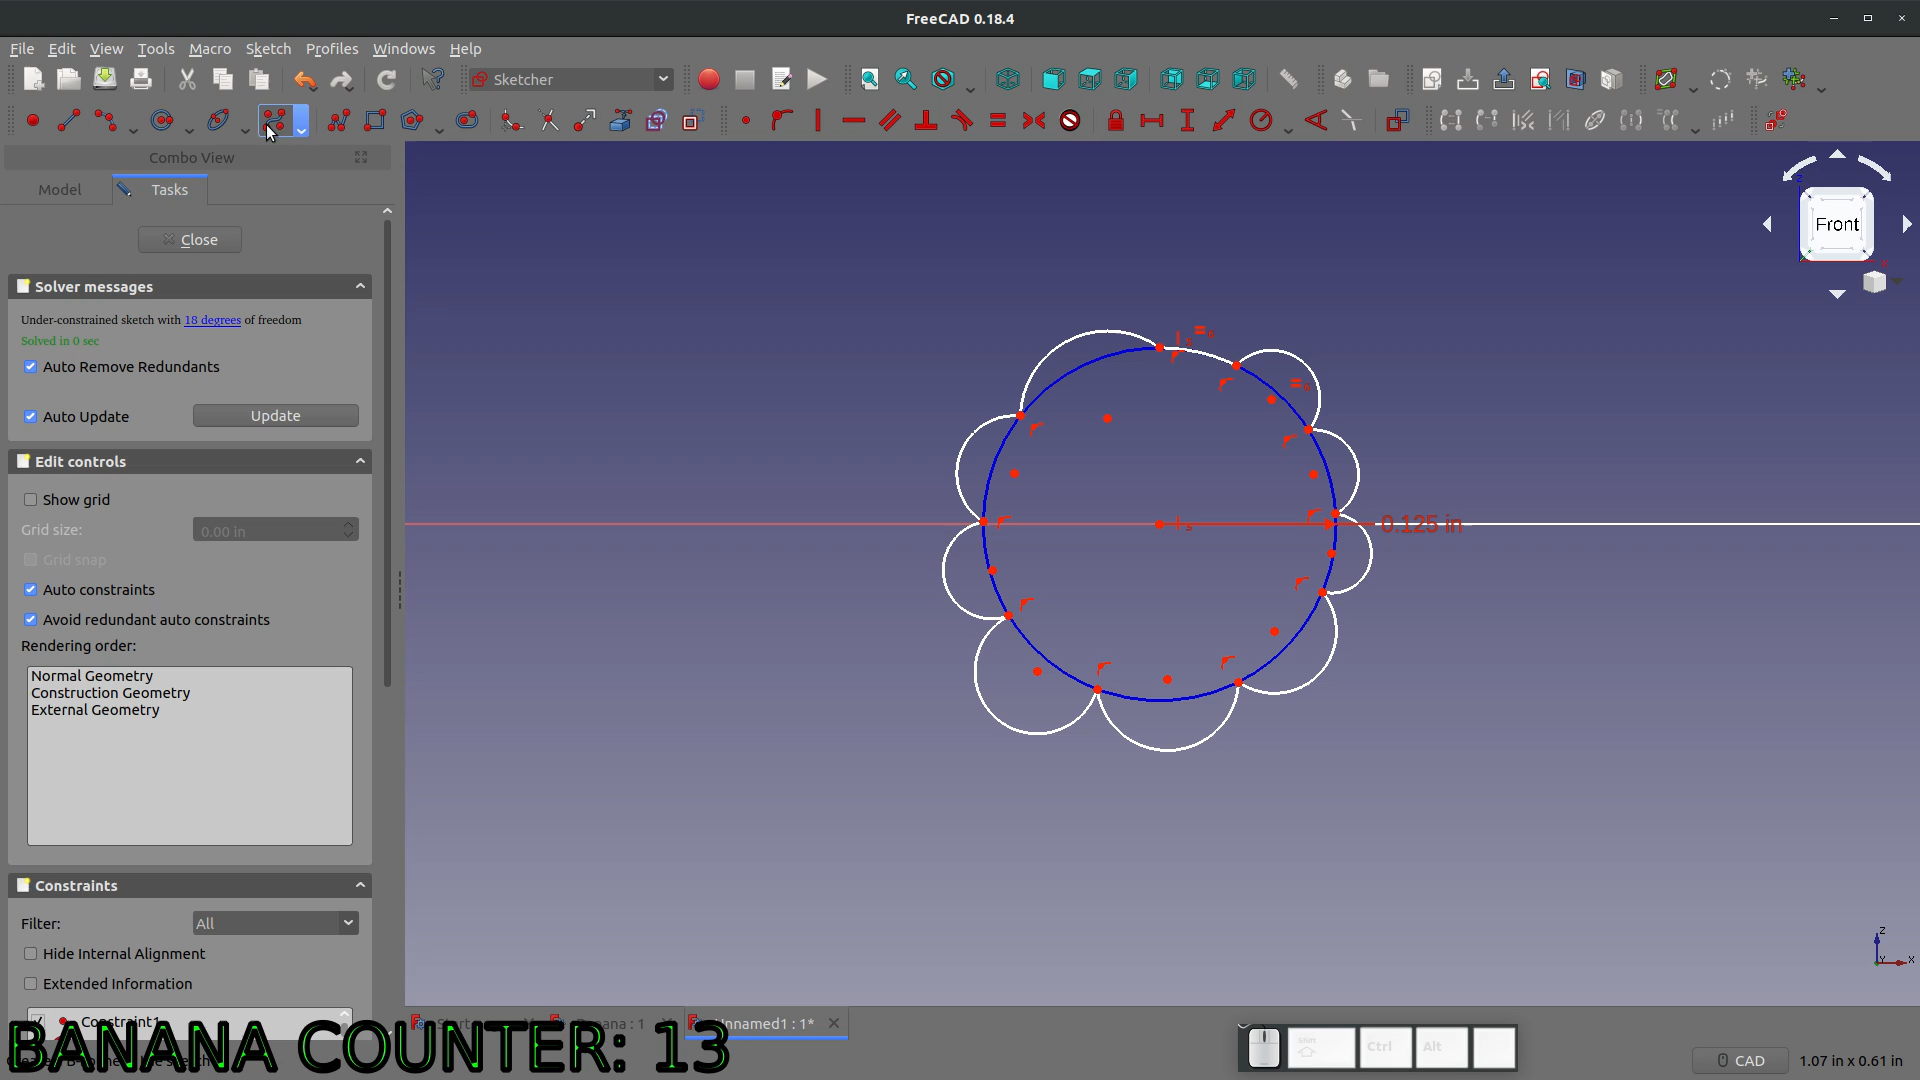 FreeCAD 0.18.4
File Edit View Tools Macro Sketch Profiles Windows Help
Sketcher
Combo View
Model Tasks
Close
Front
Solver messages
Under-constrained sketch with 18 degrees of freedom
Solved in 0 sec
Auto Remove Redundants
Auto Update Update
Edit controls
Show grid
Grid size: 0.00 in
Grid snap
Auto constraints
Avoid redundant auto constraints
Rendering order:
Normal Geometry
Construction Geometry
External Geometry
0.125 in
Constraints
Filter: All
Hide Internal Alignment
Extended Information
Constraint1
Unnamed1 : 1*
BANANA COUNTER: 13
Shift Ctrl Alt
CAD 1.07 in x 0.61 in
Z
Y X